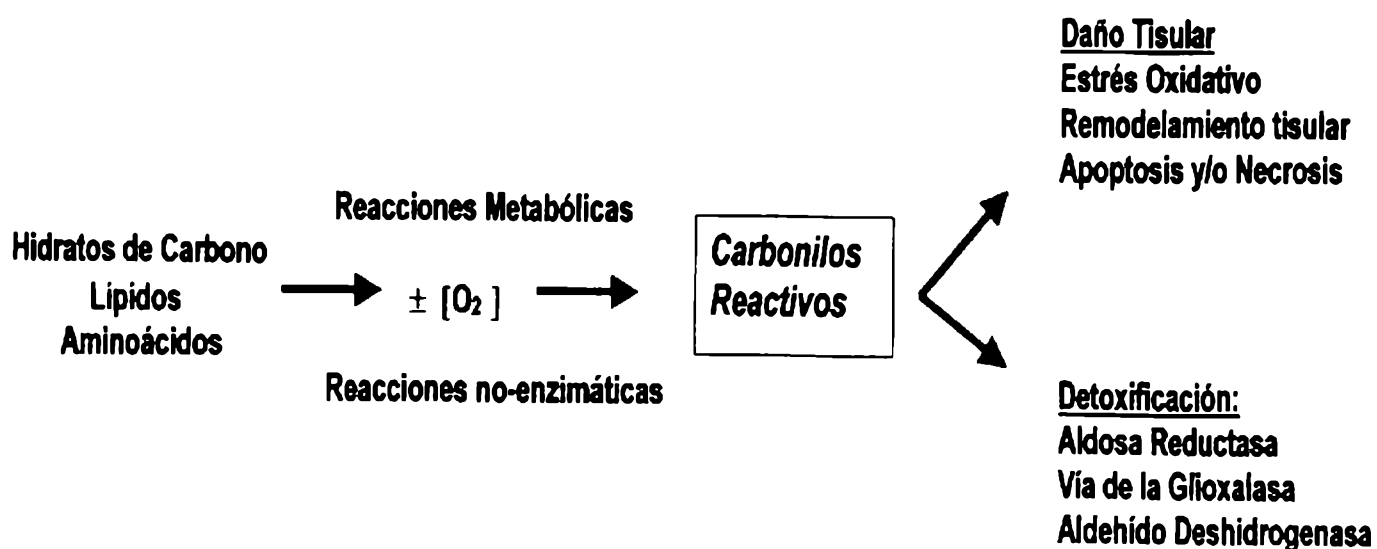 Daño Tisular
Estrés Oxidativo
Remodelamiento tisular
Apoptosis y/o Necrosis
Reacciones Metabólicas
Hidratos de Carbono
Lípidos
Aminoácidos
± [O₂ ]
Reacciones no-enzimáticas
Carbonilos
Reactivos
Detoxificación:
Aldosa Reductasa
Vía de la Glioxalasa
Aldehído Deshidrogenasa